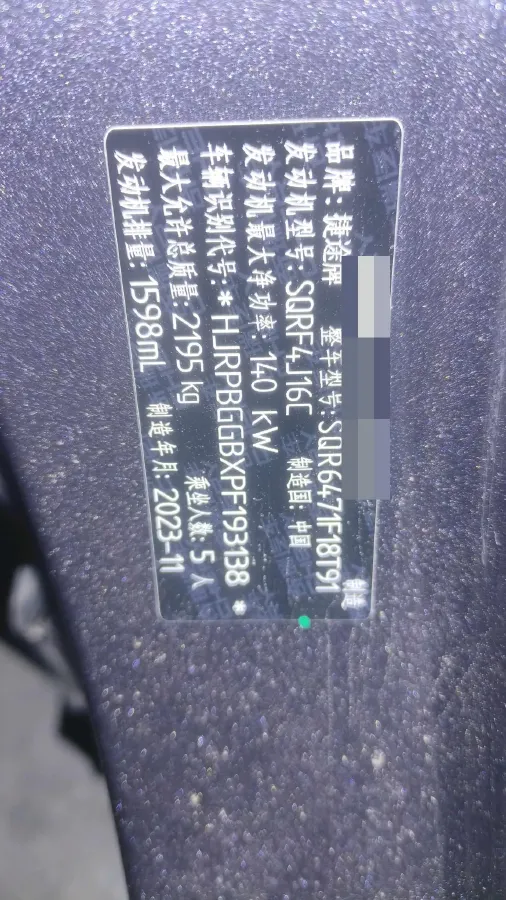 制造
品牌: 捷途牌 整车型号:SQR6471F18T91
发动机型号:SQRF4J16C 制造国: 中国
发动机最大净功率: 140 kW
车辆识别代号:*HJRPBGGBXPF193138*
最大允许总质量:2195 kg 乘坐人数: 5 人
发动机排量: 1598mL 制造年月:2023-11